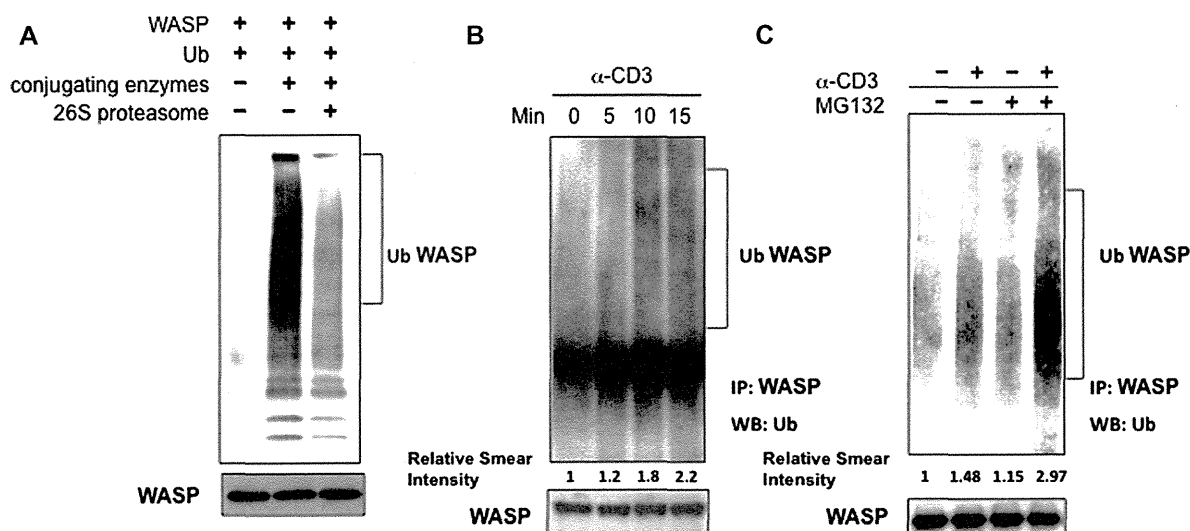 A
WASP + + +
Ub + + +
conjugating enzymes - + +
26S proteasome - - +
Ub WASP
WASP
B
α-CD3
Min 0 5 10 15
Ub WASP
IP: WASP
WB: Ub
Relative Smear
Intensity 1 1.2 1.8 2.2
WASP
C
α-CD3 - + - +
MG132 - - + +
Ub WASP
IP: WASP
WB: Ub
Relative Smear
Intensity 1 1.48 1.15 2.97
WASP